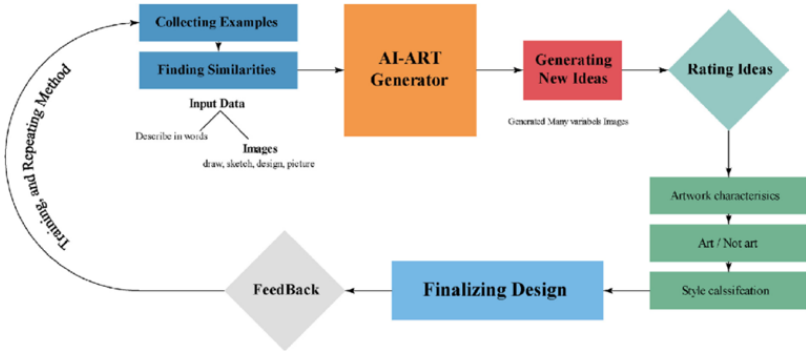 Collecting Examples
Finding Similarities
Input Data
Describe in words
Images
draw, sketch, design, picture
AI-ART
Generator
Generating
New Ideas
Generated Many variabels Images
Rating Ideas
Artwork characterisics
Art / Not art
Style calssifcation
Finalizing Design
FeedBack
Training, and Repeating Method